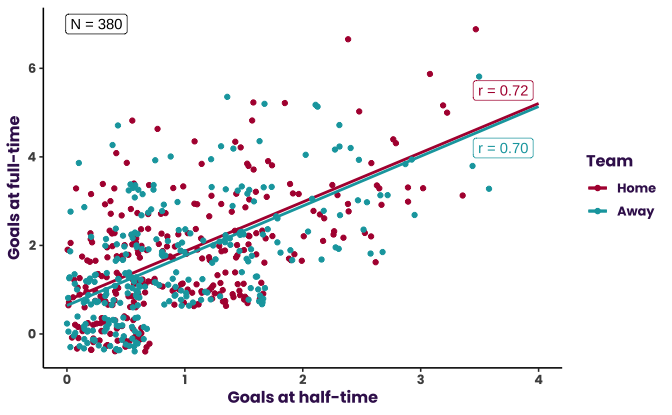 N = 380
6
4
2
0
r = 0.72
r = 0.70
Goals at full-time
0 1 2 3 4
Goals at half-time
Team
Home
Away